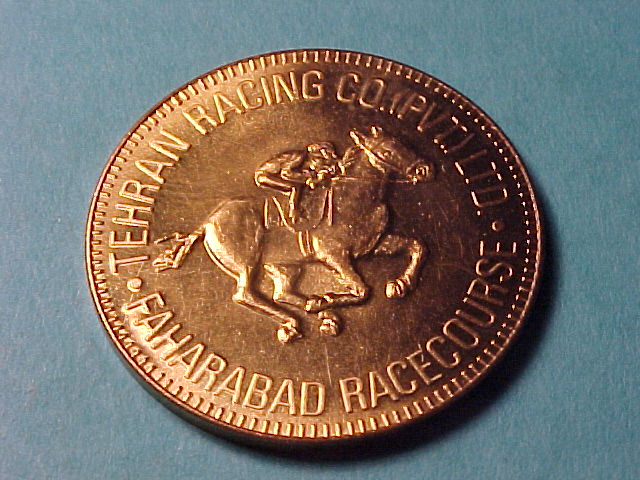 TEHRAN RACING CO. (PVT.) LTD.
FAHARABAD RACECOURSE